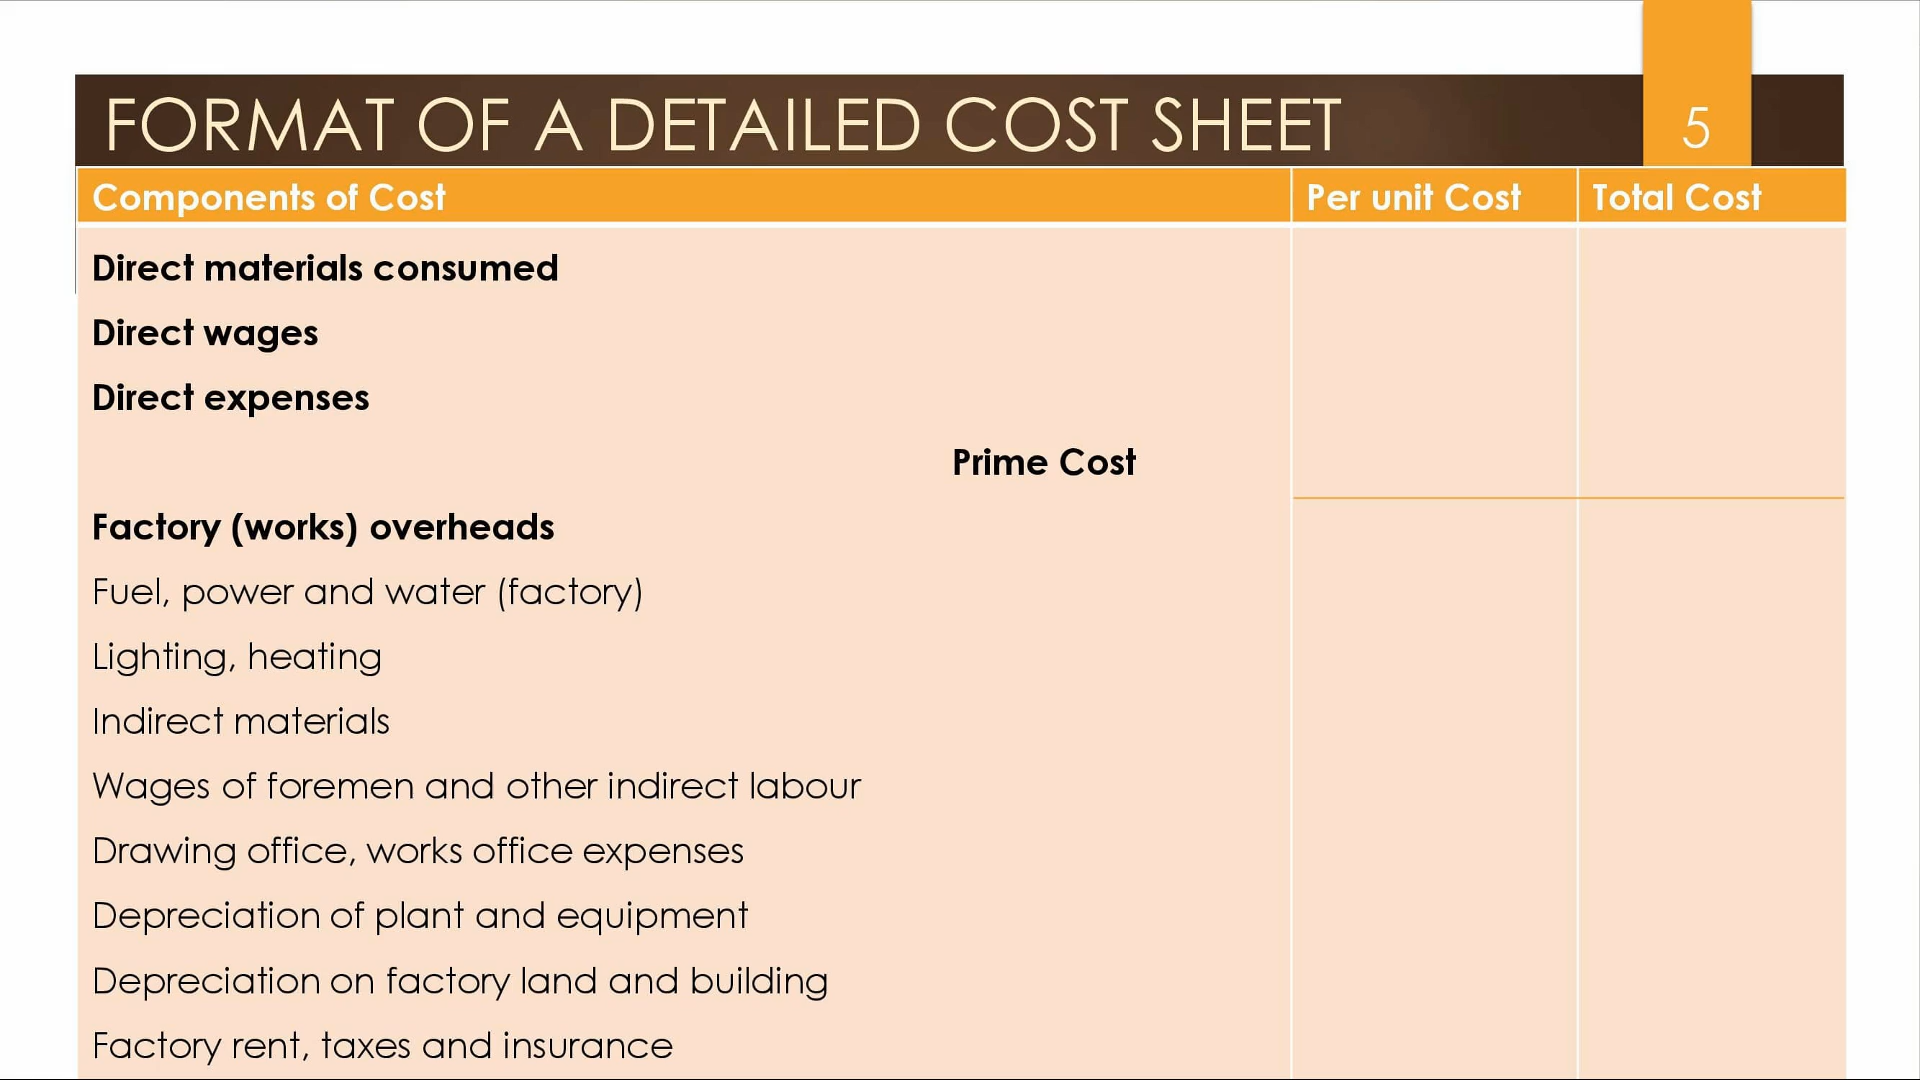 FORMAT OF A DETAILED COST SHEET
5
Components of Cost Per unit Cost Total Cost
Direct materials consumed
Direct wages
Direct expenses
Prime Cost
Factory (works) overheads
Fuel, power and water (factory)
Lighting, heating
Indirect materials
Wages of foremen and other indirect labour
Drawing office, works office expenses
Depreciation of plant and equipment
Depreciation on factory land and building
Factory rent, taxes and insurance